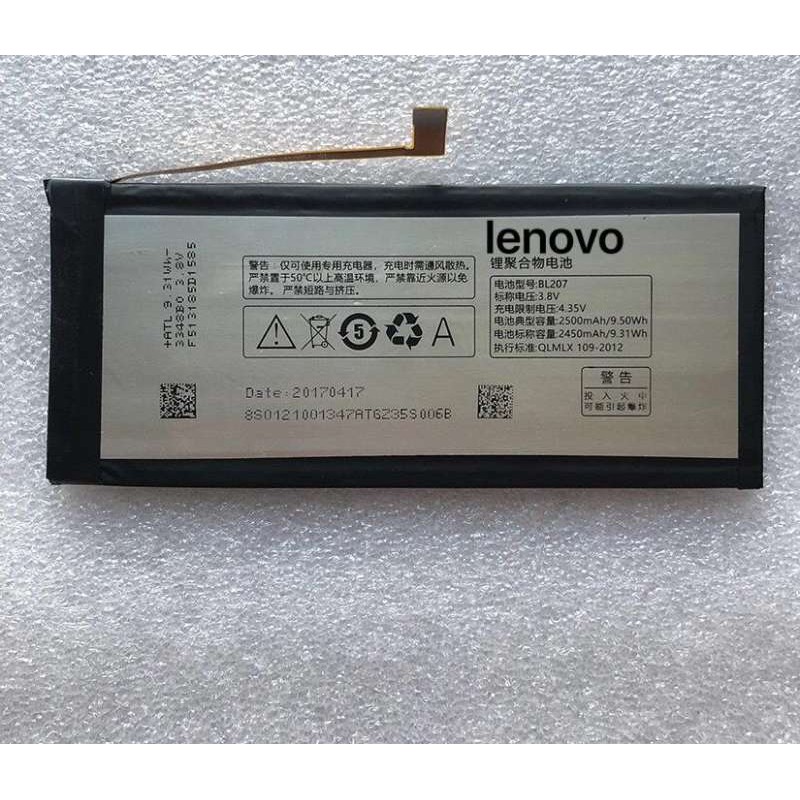 +ATL 9.31Wh-
3348B0 3.8V
F513185D1585
lenovo
锂聚合物电池
警告：仅可使用专用充电器，充电时需通风散热。
严禁置于50℃以上高温环境，严禁靠近火源以免
爆炸。严禁短路与挤压。
电池型号:BL207
标称电压:3.8V
充电限制电压:4.35V
电池典型容量:2500mAh/9.50Wh
电池标称容量:2450mAh/9.31Wh
执行标准:QLMLX 109-2012
5
A
警告
投入火中
可能引起爆炸
Date: 20170417
8S0121001347ATGZ35S006B